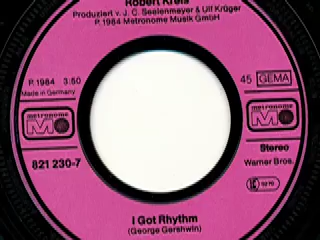 Robert Kreis
Produziert v. J. C. Seelenmeyer & Ulf Krüger
P. 1984 Metronome Musik GmbH
P. 1984 3:50
Made in Germany
45 GEMA
metronome
metronome
821 230-7
Stereo
Warner Bros.
I Got Rhythm
(George Gershwin)